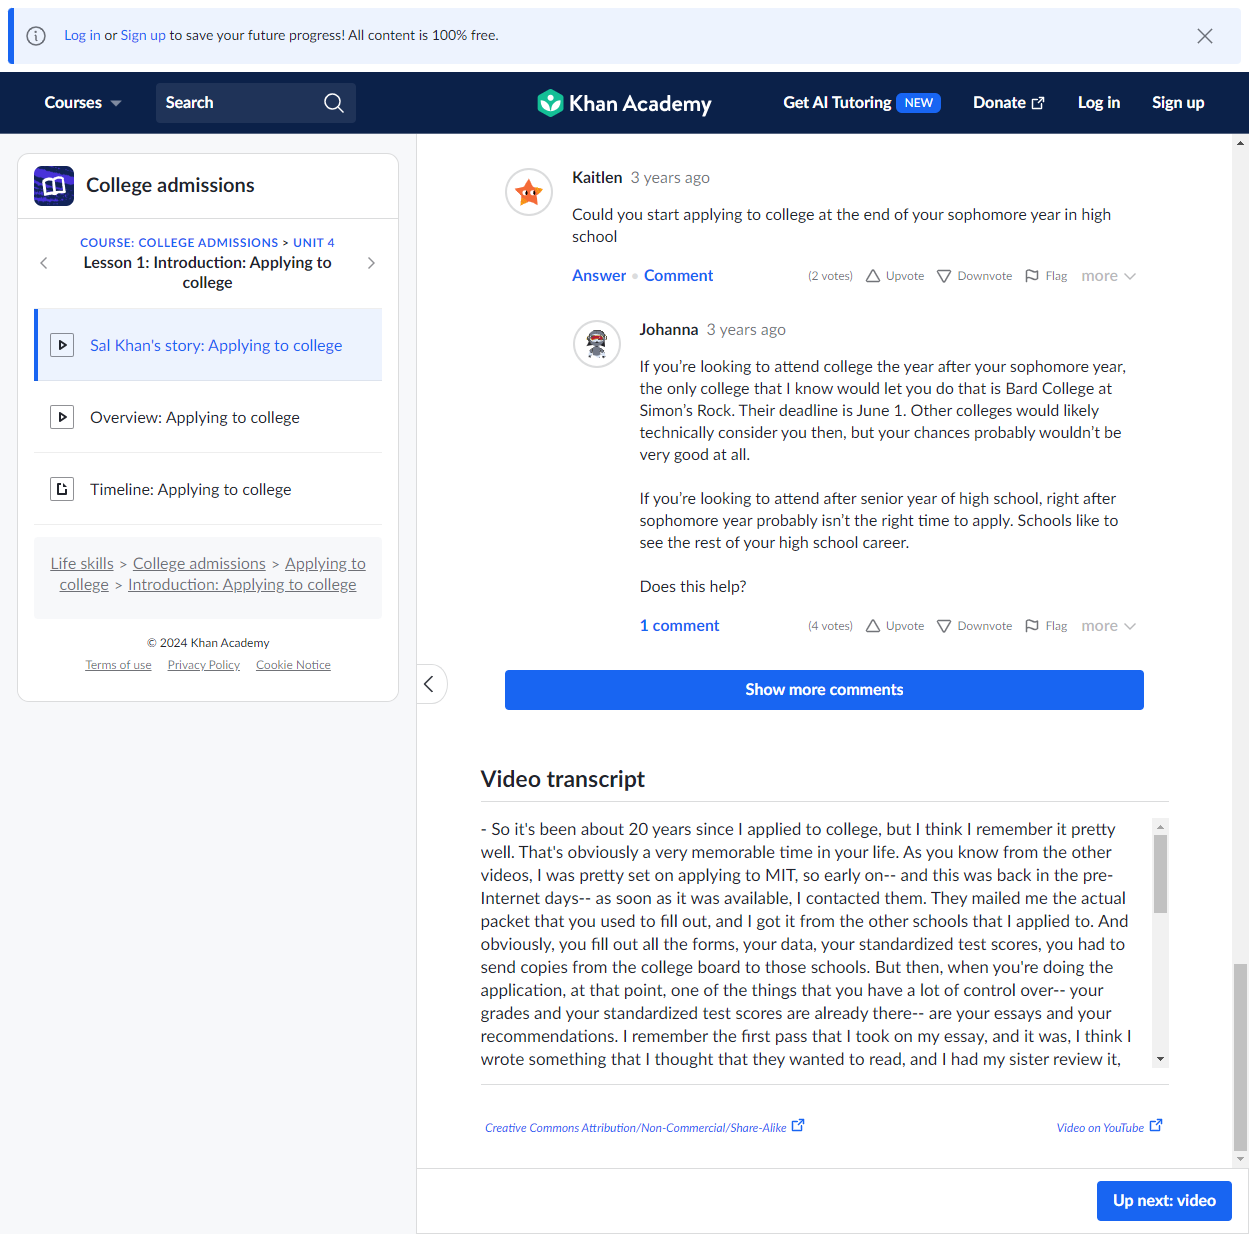 Log in or Sign up to save your future progress! All content is 100% free.
Courses
Search
Khan Academy
Get AI Tutoring NEW
Donate
Log in
Sign up
College admissions
COURSE: COLLEGE ADMISSIONS > UNIT 4
Lesson 1: Introduction: Applying to
college
Sal Khan's story: Applying to college
Overview: Applying to college
Timeline: Applying to college
Life skills > College admissions > Applying to
college > Introduction: Applying to college
© 2024 Khan Academy
Terms of use Privacy Policy Cookie Notice
Kaitlen 3 years ago
Could you start applying to college at the end of your sophomore year in high
school
Answer • Comment (2 votes) Upvote Downvote Flag more
Johanna 3 years ago
If you’re looking to attend college the year after your sophomore year,
the only college that I know would let you do that is Bard College at
Simon’s Rock. Their deadline is June 1. Other colleges would likely
technically consider you then, but your chances probably wouldn’t be
very good at all.
If you’re looking to attend after senior year of high school, right after
sophomore year probably isn’t the right time to apply. Schools like to
see the rest of your high school career.
Does this help?
1 comment (4 votes) Upvote Downvote Flag more
Show more comments
Video transcript
- So it's been about 20 years since I applied to college, but I think I remember it pretty
well. That's obviously a very memorable time in your life. As you know from the other
videos, I was pretty set on applying to MIT, so early on-- and this was back in the pre-
Internet days-- as soon as it was available, I contacted them. They mailed me the actual
packet that you used to fill out, and I got it from the other schools that I applied to. And
obviously, you fill out all the forms, your data, your standardized test scores, you had to
send copies from the college board to those schools. But then, when you're doing the
application, at that point, one of the things that you have a lot of control over-- your
grades and your standardized test scores are already there-- are your essays and your
recommendations. I remember the first pass that I took on my essay, and it was, I think I
wrote something that I thought that they wanted to read, and I had my sister review it,
Creative Commons Attribution/Non-Commercial/Share-Alike
Video on YouTube
Up next: video